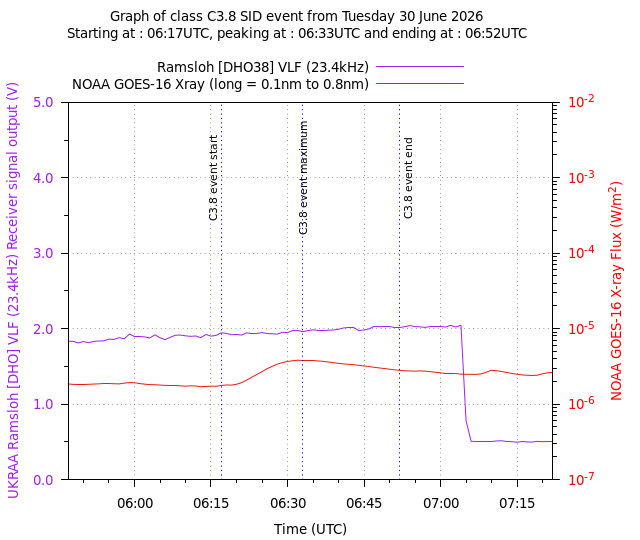 Graph of class C3.8 SID event from Tuesday 30 June 2026
Starting at : 06:17UTC, peaking at : 06:33UTC and ending at : 06:52UTC
Ramsloh [DHO38] VLF (23.4kHz)
NOAA GOES-16 Xray (long = 0.1nm to 0.8nm)
UKRAA Ramsloh [DHO] VLF (23.4kHz) Receiver signal output (V)
5.0
4.0
3.0
2.0
1.0
0.0
C3.8 event start
C3.8 event maximum
C3.8 event end
10^-2
10^-3
10^-4
10^-5
10^-6
10^-7
NOAA GOES-16 X-ray Flux (W/m²)
06:00 06:15 06:30 06:45 07:00 07:15
Time (UTC)